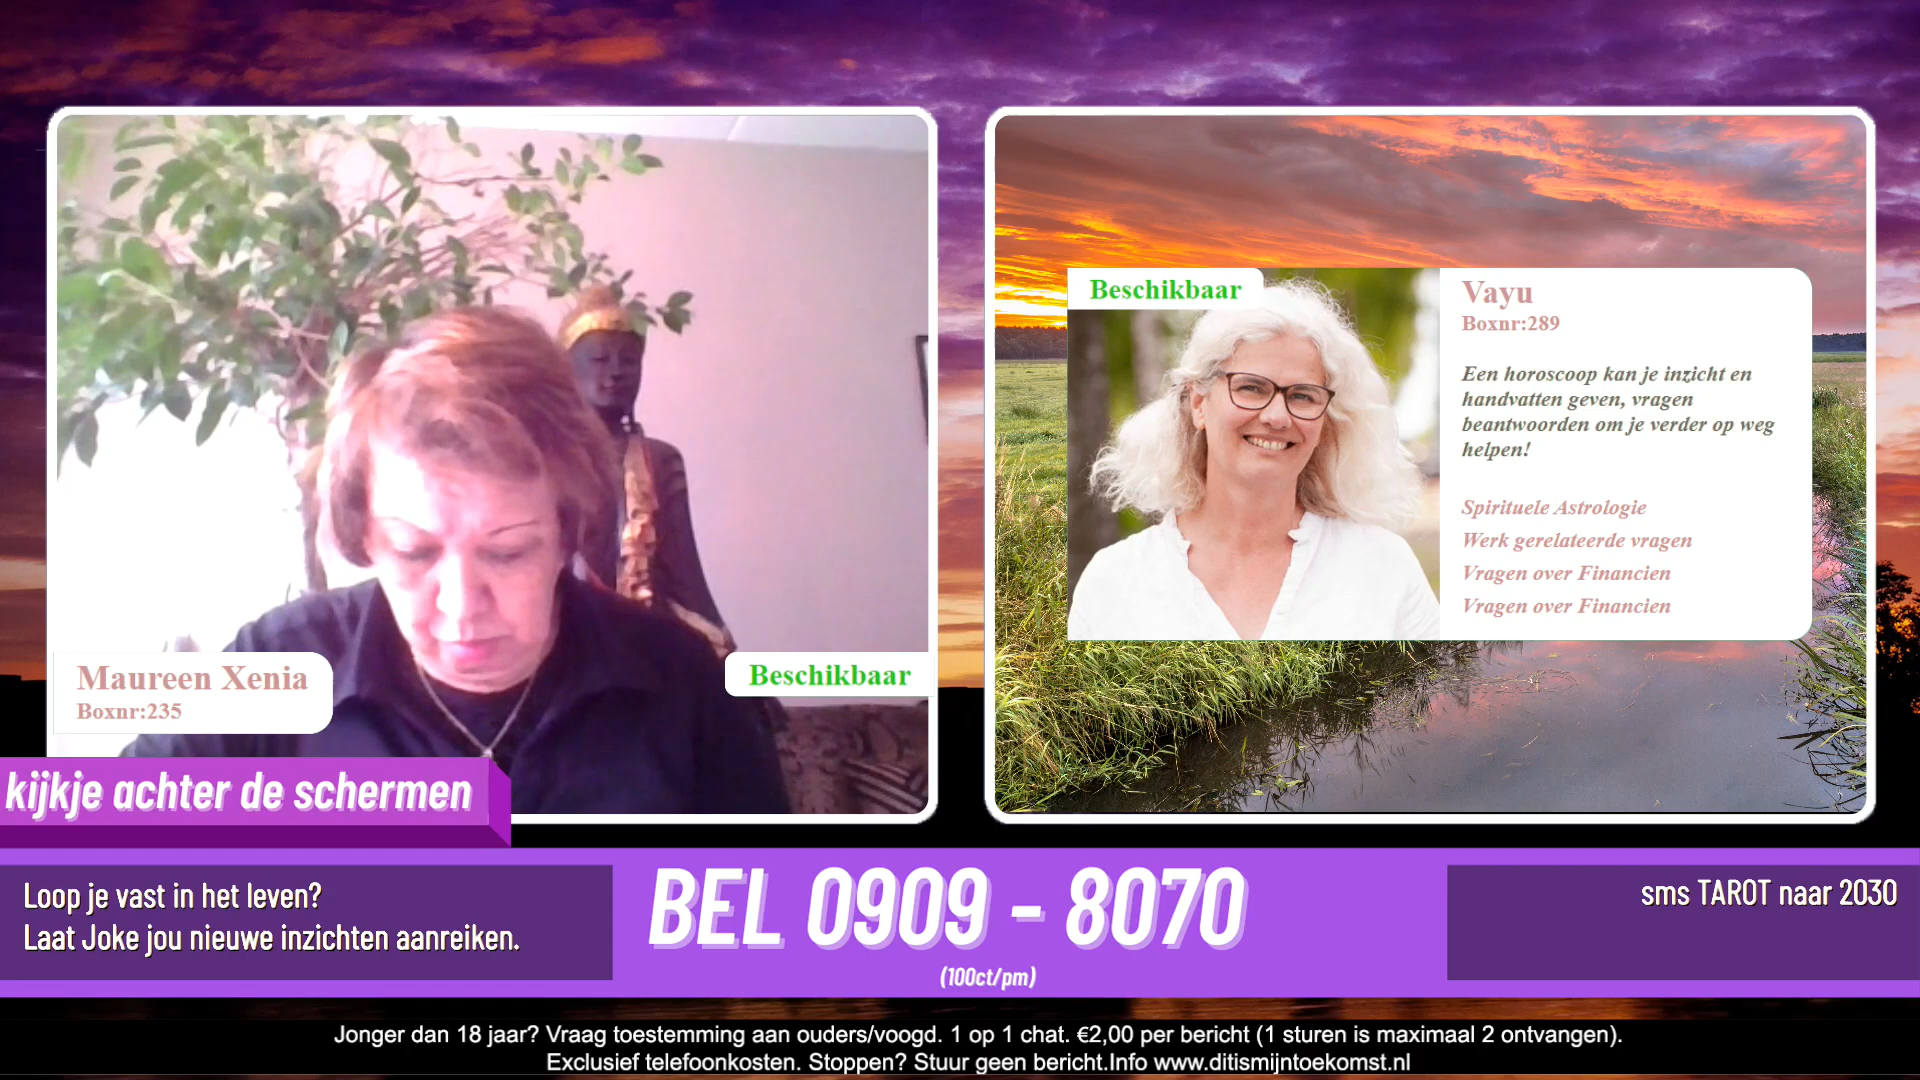 Maureen Xenia
Boxnr:235
Beschikbaar
Beschikbaar
Vayu
Boxnr:289
Een horoscoop kan je inzicht en
handvatten geven, vragen
beantwoorden om je verder op weg
helpen!
Spirituele Astrologie
Werk gerelateerde vragen
Vragen over Financien
Vragen over Financien
kijkje achter de schermen
Loop je vast in het leven?
Laat Joke jou nieuwe inzichten aanreiken.
BEL 0909 - 8070
(100ct/pm)
sms TAROT naar 2030
Jonger dan 18 jaar? Vraag toestemming aan ouders/voogd. 1 op 1 chat. €2,00 per bericht (1 sturen is maximaal 2 ontvangen).
Exclusief telefoonkosten. Stoppen? Stuur geen bericht.Info www.ditismijntoekomst.nl